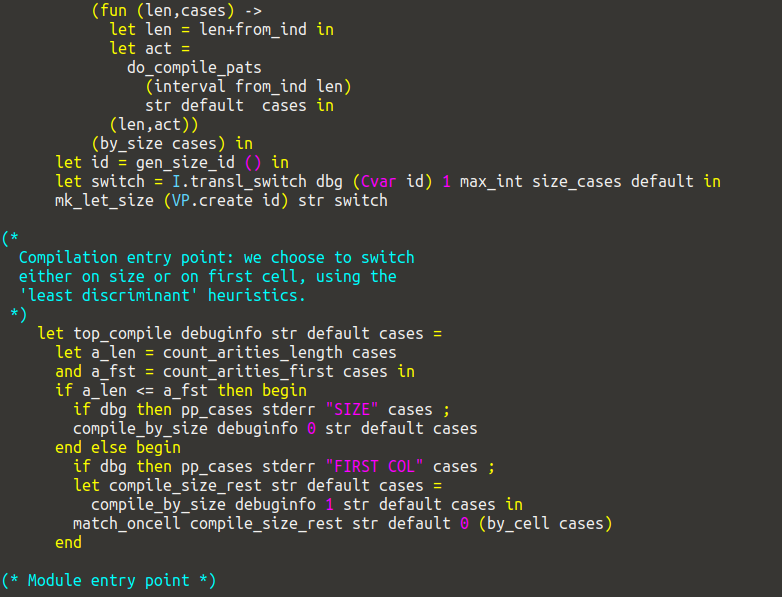 (fun (len,cases) ->
let len = len+from_ind in
let act =
do_compile_pats
(interval from_ind len)
str default  cases in
(len,act))
(by_size cases) in
let id = gen_size_id () in
let switch = I.transl_switch dbg (Cvar id) 1 max_int size_cases default in
mk_let_size (VP.create id) str switch
(*
Compilation entry point: we choose to switch
either on size or on first cell, using the
'least discriminant' heuristics.
*)
let top_compile debuginfo str default cases =
let a_len = count_arities_length cases
and a_fst = count_arities_first cases in
if a_len <= a_fst then begin
if dbg then pp_cases stderr "SIZE" cases ;
compile_by_size debuginfo 0 str default cases
end else begin
if dbg then pp_cases stderr "FIRST COL" cases ;
let compile_size_rest str default cases =
compile_by_size debuginfo 1 str default cases in
match_oncell compile_size_rest str default 0 (by_cell cases)
end
(* Module entry point *)